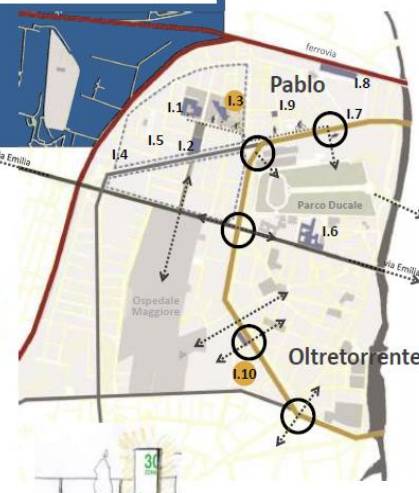 ferrovia
Pablo
I.8
I.1
I.3
I.9
I.7
I.5
I.2
I.4
Emilia
Parco Ducale
I.6
via Emilia
Ospedale
Maggiore
Oltretorrente
I.10
30